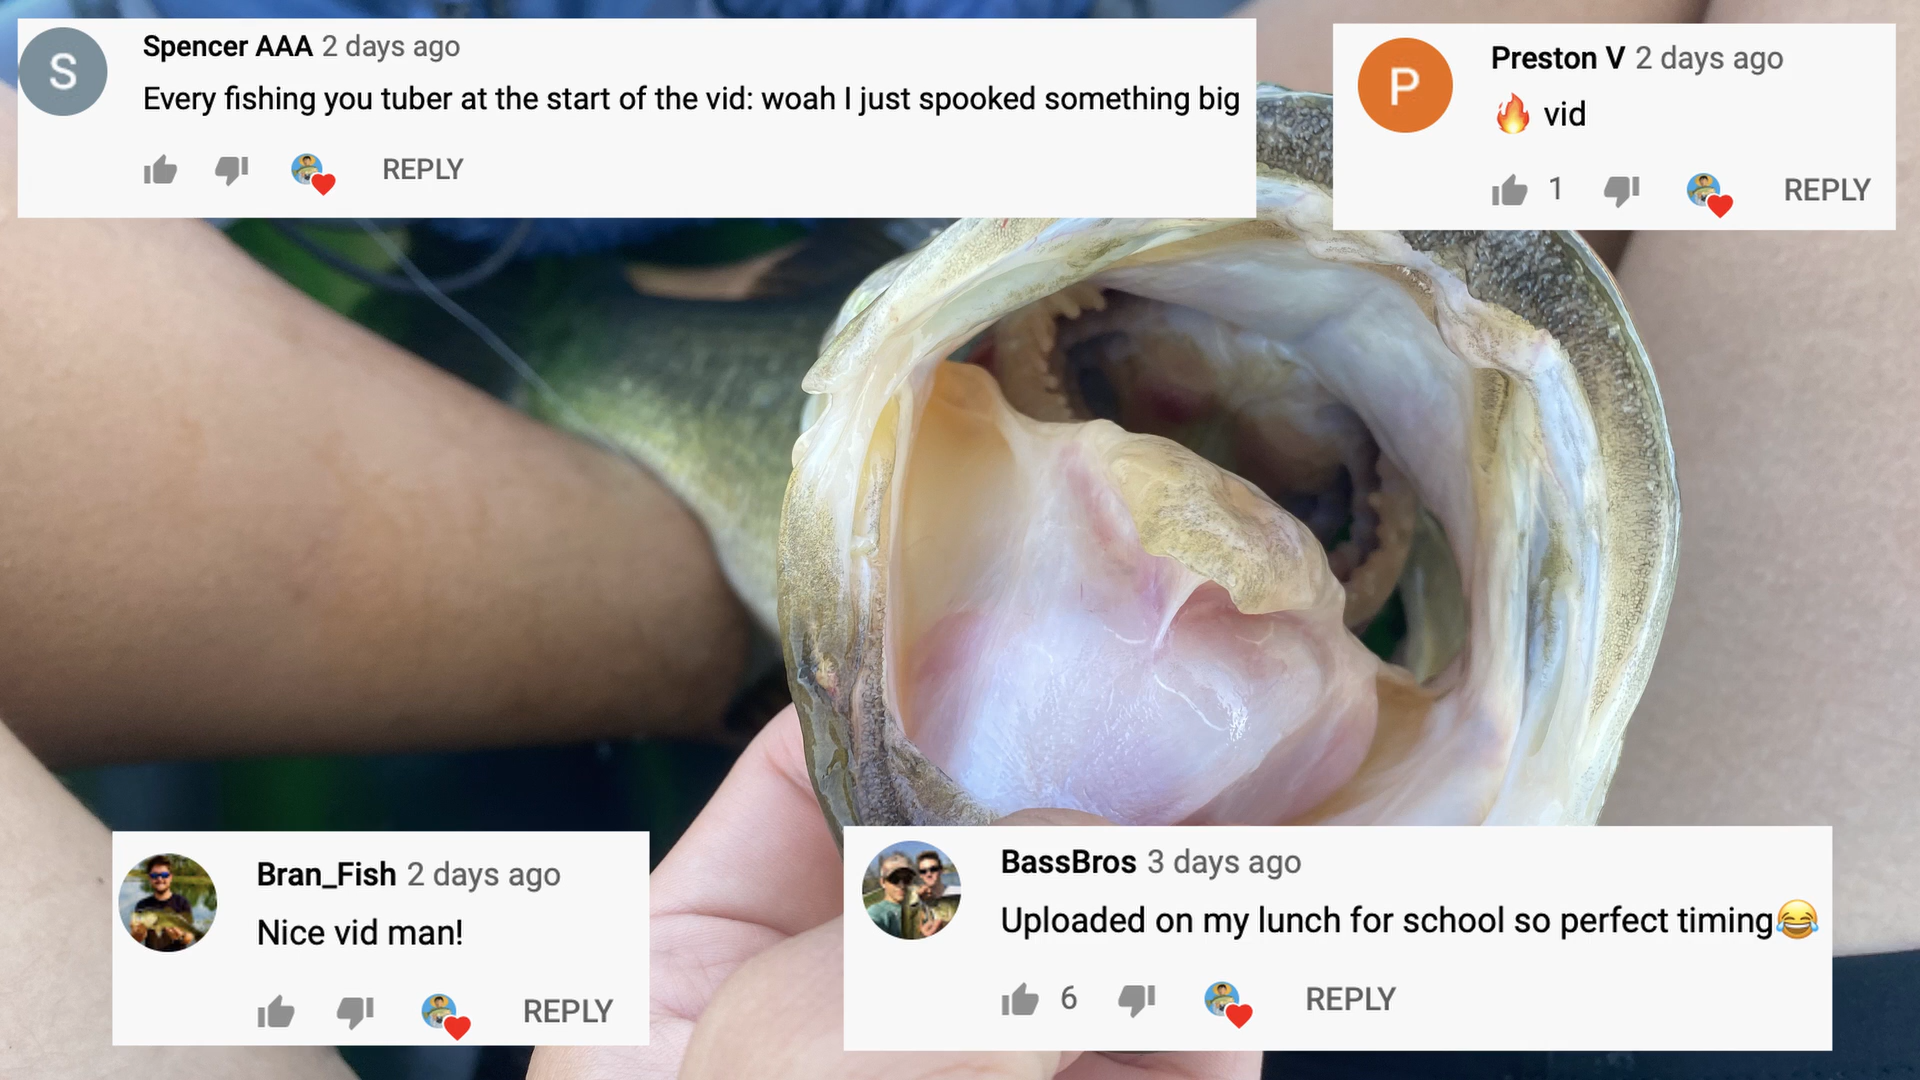 S
Spencer AAA 2 days ago
Every fishing you tuber at the start of the vid: woah I just spooked something big
REPLY
P
Preston V 2 days ago
🔥 vid
1
REPLY
Bran_Fish 2 days ago
Nice vid man!
REPLY
BassBros 3 days ago
Uploaded on my lunch for school so perfect timing😂
6
REPLY